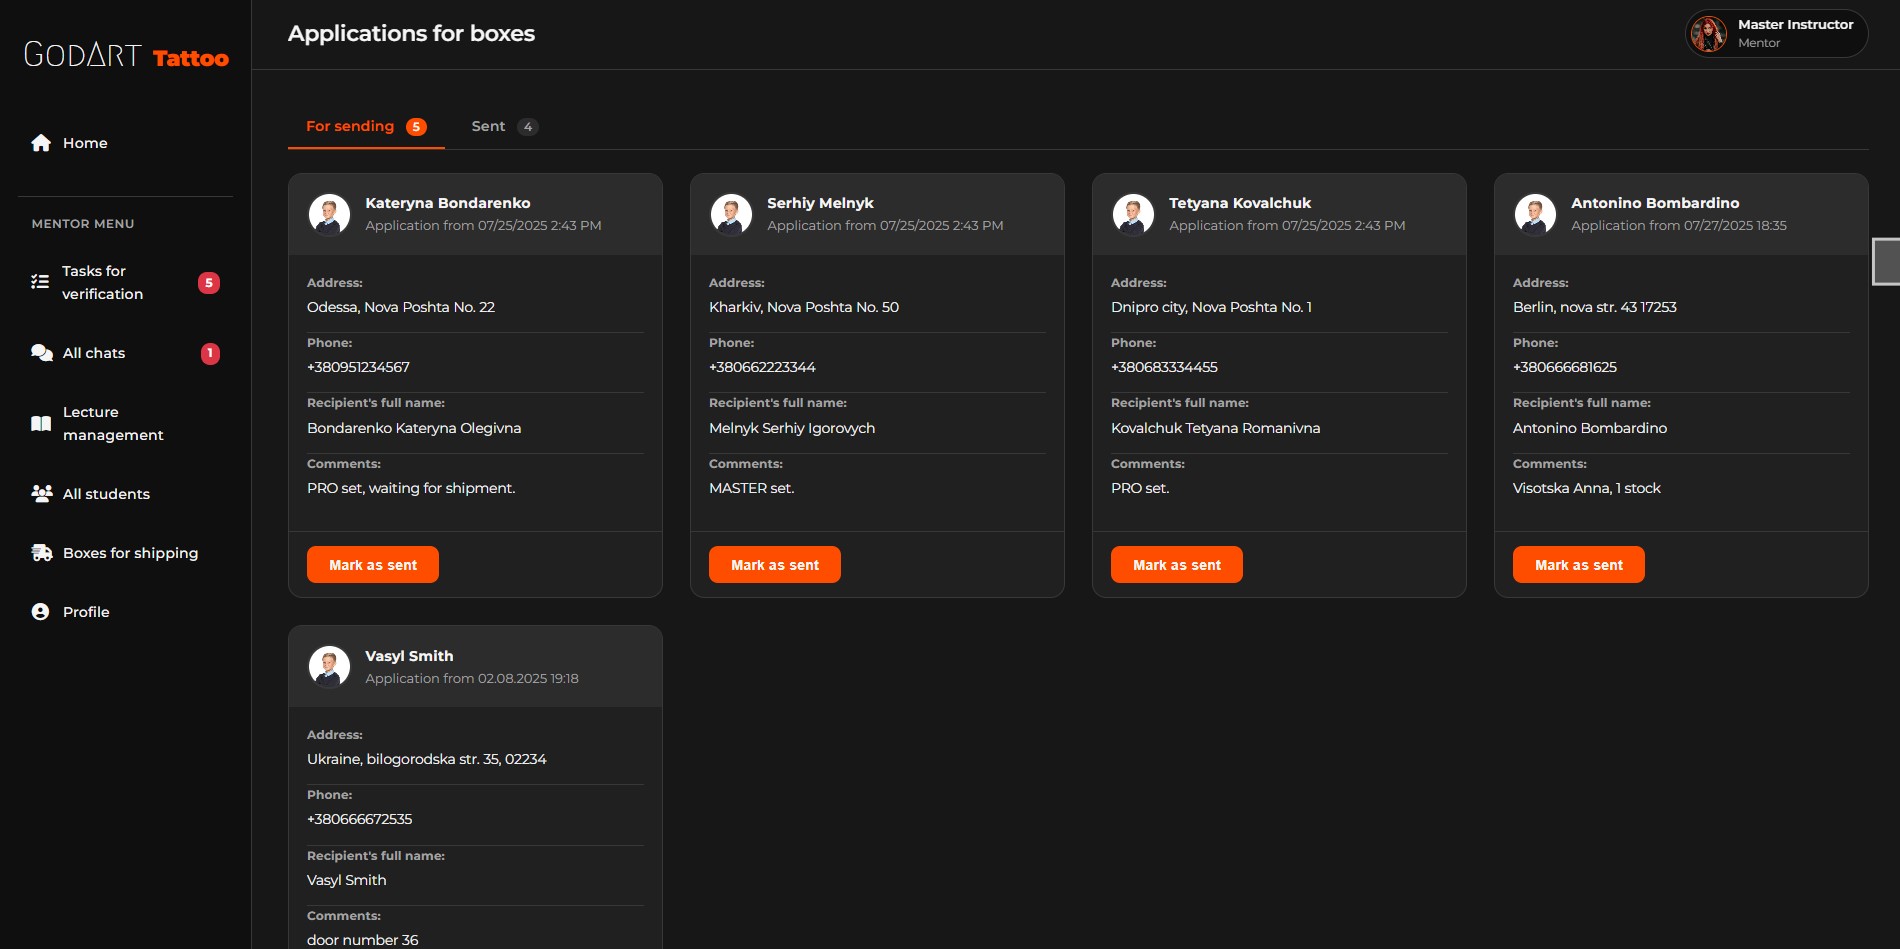 GODART Tattoo
Applications for boxes
Master Instructor
Mentor
Home
MENTOR MENU
Tasks for
verification
5
All chats
1
Lecture
management
All students
Boxes for shipping
Profile
For sending 5
Sent 4
Kateryna Bondarenko
Application from 07/25/2025 2:43 PM
Address:
Odessa, Nova Poshta No. 22
Phone:
+380951234567
Recipient's full name:
Bondarenko Kateryna Olegivna
Comments:
PRO set, waiting for shipment.
Mark as sent
Serhiy Melnyk
Application from 07/25/2025 2:43 PM
Address:
Kharkiv, Nova Poshta No. 50
Phone:
+380662223344
Recipient's full name:
Melnyk Serhiy Igorovych
Comments:
MASTER set.
Mark as sent
Tetyana Kovalchuk
Application from 07/25/2025 2:43 PM
Address:
Dnipro city, Nova Poshta No. 1
Phone:
+380683334455
Recipient's full name:
Kovalchuk Tetyana Romanivna
Comments:
PRO set.
Mark as sent
Antonino Bombardino
Application from 07/27/2025 18:35
Address:
Berlin, nova str. 43 17253
Phone:
+380666681625
Recipient's full name:
Antonino Bombardino
Comments:
Visotska Anna, 1 stock
Mark as sent
Vasyl Smith
Application from 02.08.2025 19:18
Address:
Ukraine, bilogorodska str. 35, 02234
Phone:
+380666672535
Recipient's full name:
Vasyl Smith
Comments:
door number 36